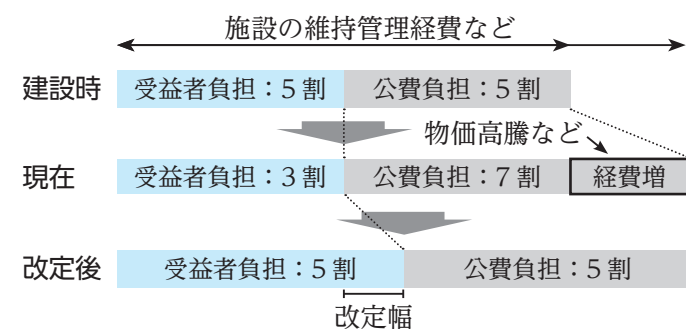 施設の維持管理経費など
建設時 受益者負担：5割 公費負担：5割
物価高騰など
現在 受益者負担：3割 公費負担：7割 経費増
改定後 受益者負担：5割 公費負担：5割
改定幅